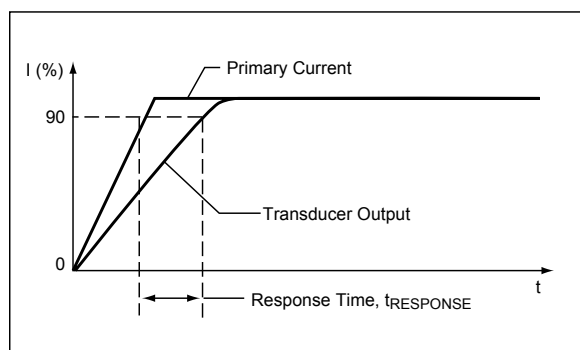 I (%)
Primary Current
90
Transducer Output
0
t
Response Time, tRESPONSE